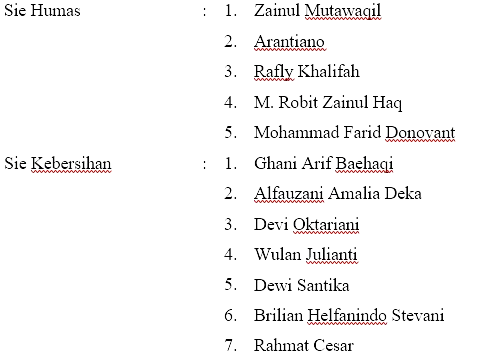 Sie Humas : 1. Zainul Mutawaqil
2. Arantiano
3. Rafly Khalifah
4. M. Robit Zainul Haq
5. Mohammad Farid Donovant
Sie Kebersihan : 1. Ghani Arif Baehaqi
2. Alfauzani Amalia Deka
3. Devi Oktariani
4. Wulan Julianti
5. Dewi Santika
6. Brilian Helfanindo Stevani
7. Rahmat Cesar